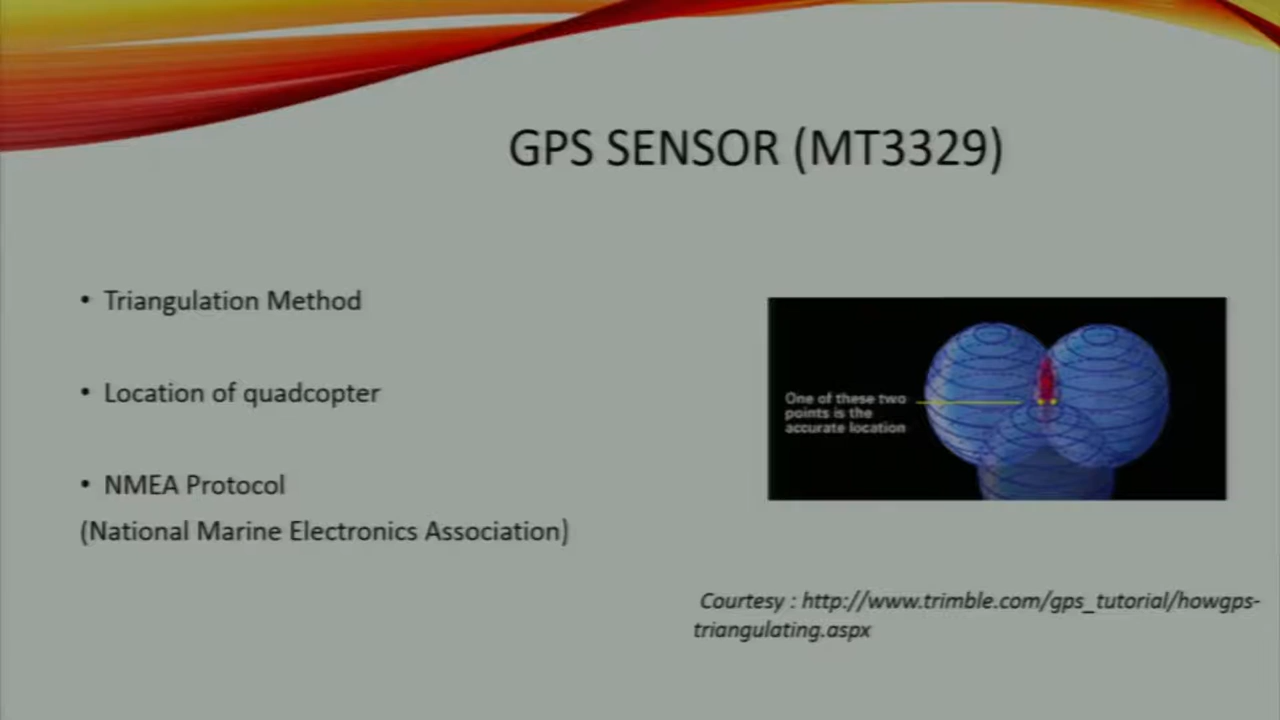 GPS SENSOR (MT3329)
• Triangulation Method
• Location of quadcopter
• NMEA Protocol
(National Marine Electronics Association)
One of these two
points is the
accurate location
Courtesy : http://www.trimble.com/gps_tutorial/howgps-
triangulating.aspx